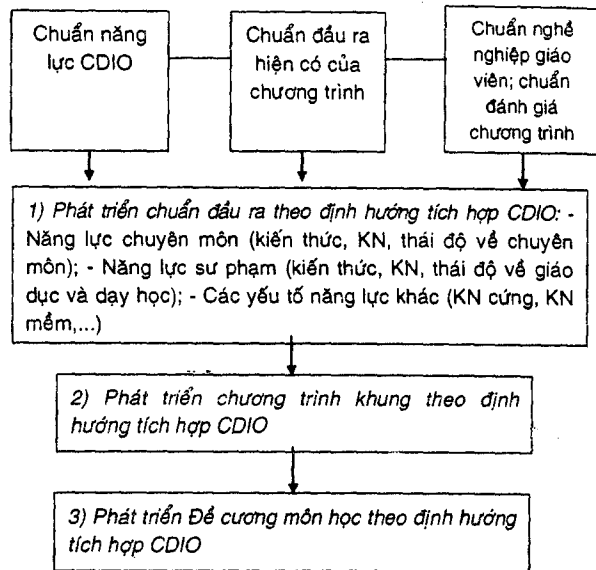 Chuẩn năng
lực CDIO
Chuẩn đầu ra
hiện có của
chương trình
Chuẩn nghề
nghiệp giáo
viên; chuẩn
đánh giá
chương trình
1) Phát triển chuẩn đầu ra theo định hướng tích hợp CDIO: -
Năng lực chuyên môn (kiến thức, KN, thái độ về chuyên
môn); - Năng lực sư phạm (kiến thức, KN, thái độ về giáo
dục và dạy học); - Các yếu tố năng lực khác (KN cứng, KN
mềm,...)
2) Phát triển chương trình khung theo định
hướng tích hợp CDIO
3) Phát triển Đề cương môn học theo định hướng
tích hợp CDIO